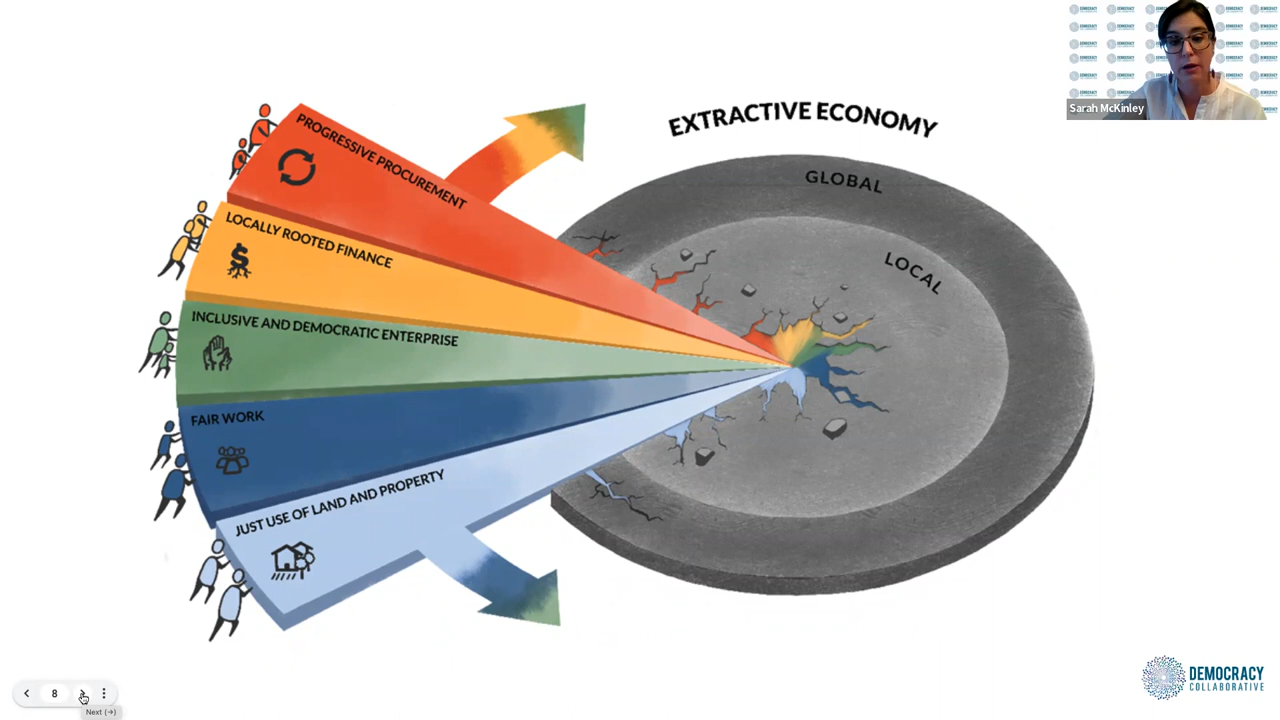 Sarah McKinley
EXTRACTIVE ECONOMY
GLOBAL
LOCAL
PROGRESSIVE PROCUREMENT
LOCALLY ROOTED FINANCE
INCLUSIVE AND DEMOCRATIC ENTERPRISE
FAIR WORK
JUST USE OF LAND AND PROPERTY
8
Next (→)
DEMOCRACY
COLLABORATIVE